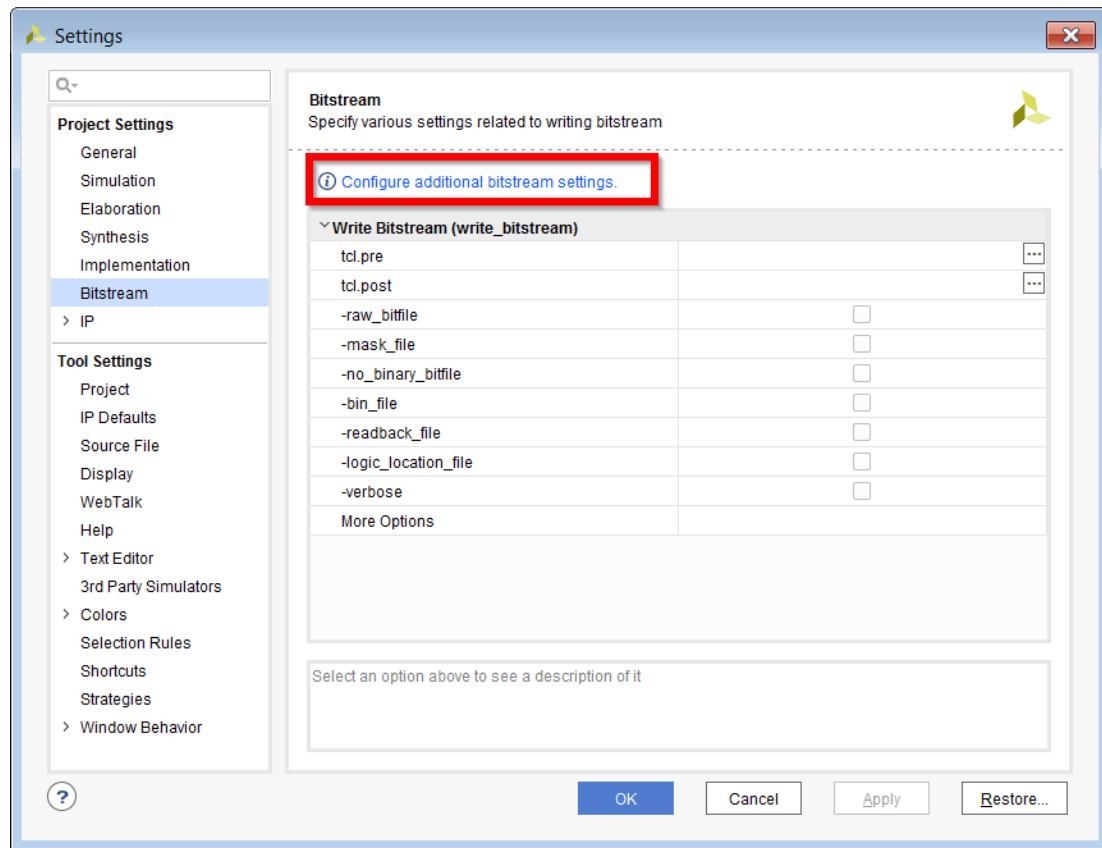 Settings
Project Settings
General
Simulation
Elaboration
Synthesis
Implementation
Bitstream
IP
Tool Settings
Project
IP Defaults
Source File
Display
WebTalk
Help
Text Editor
3rd Party Simulators
Colors
Selection Rules
Shortcuts
Strategies
Window Behavior
Bitstream
Specify various settings related to writing bitstream
Configure additional bitstream settings.
Write Bitstream (write_bitstream)
tcl.pre
...
tcl.post
...
-raw_bitfile
-mask_file
-no_binary_bitfile
-bin_file
-readback_file
-logic_location_file
-verbose
More Options
Select an option above to see a description of it
?
OK
Cancel
Apply
Restore...